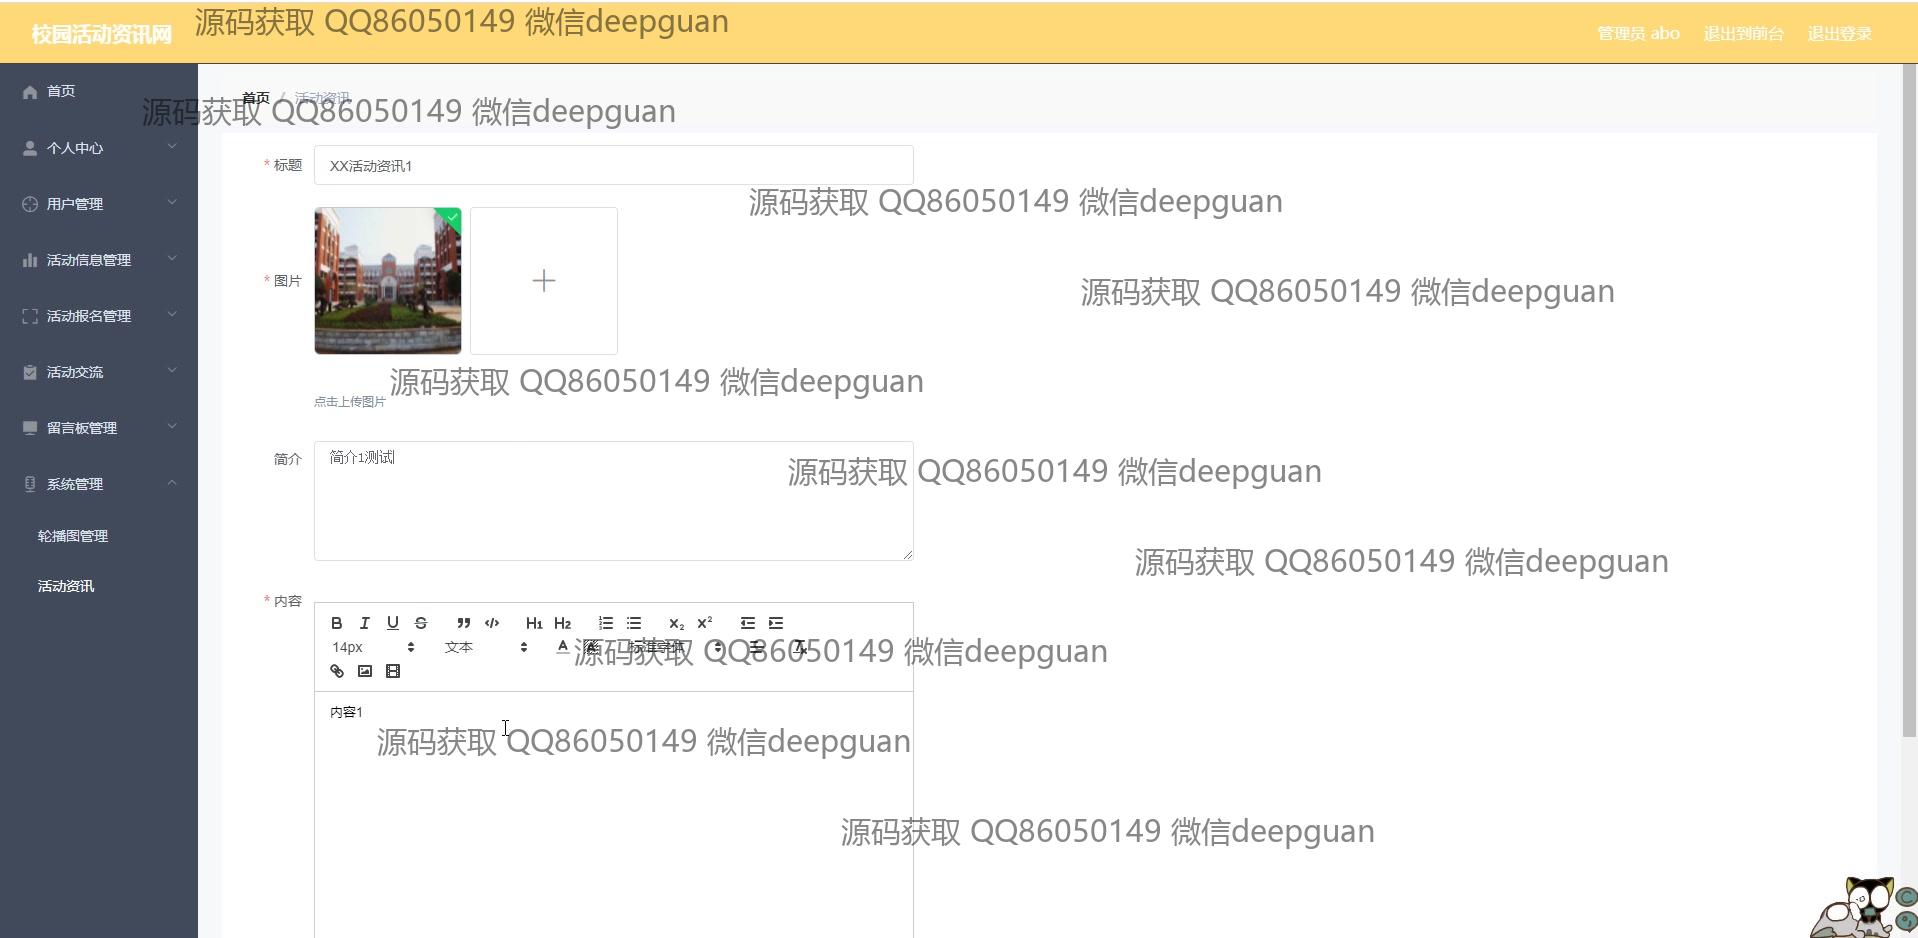 校园活动资讯网
源码获取 QQ86050149 微信deepguan
管理员 abo
退出到前台
退出登录
首页
个人中心
用户管理
活动信息管理
活动报名管理
活动交流
留言板管理
系统管理
轮播图管理
活动资讯
首页 / 活动资讯
源码获取 QQ86050149 微信deepguan
* 标题
XX活动资讯1
源码获取 QQ86050149 微信deepguan
* 图片
源码获取 QQ86050149 微信deepguan
源码获取 QQ86050149 微信deepguan
点击上传图片
简介
简介1测试
源码获取 QQ86050149 微信deepguan
源码获取 QQ86050149 微信deepguan
* 内容
B I U S H1 H2 X2 X2
14px 文本 A A 标准字体 Tx
源码获取 QQ86050149 微信deepguan
内容1
源码获取 QQ86050149 微信deepguan
源码获取 QQ86050149 微信deepguan